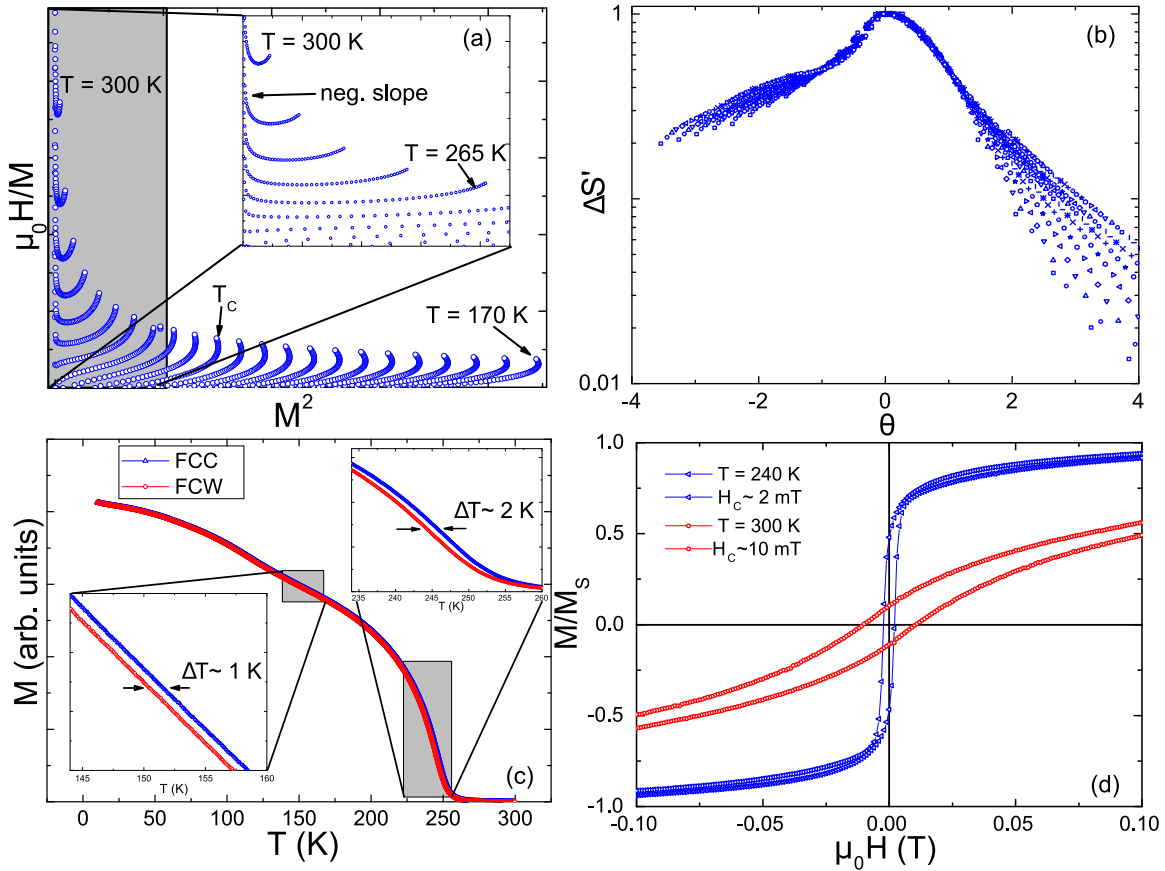 (a)
T = 300 K
T = 300 K
neg. slope
T = 265 K
T_C
T = 170 K
μ₀H/M
M²
(b)
1
0.1
0.01
ΔS'
-4 -2 0 2 4
θ
FCC
FCW
ΔT~ 2 K
235 240 245 250 255 260
T (K)
ΔT~ 1 K
145 150 155 160
T (K)
(c)
M (arb. units)
0 50 100 150 200 250 300
T (K)
T = 240 K
H_C~ 2 mT
T = 300 K
H_C~10 mT
1.0
0.5
0.0
-0.5
-1.0
M/M_S
(d)
-0.10 -0.05 0.00 0.05 0.10
μ₀H (T)